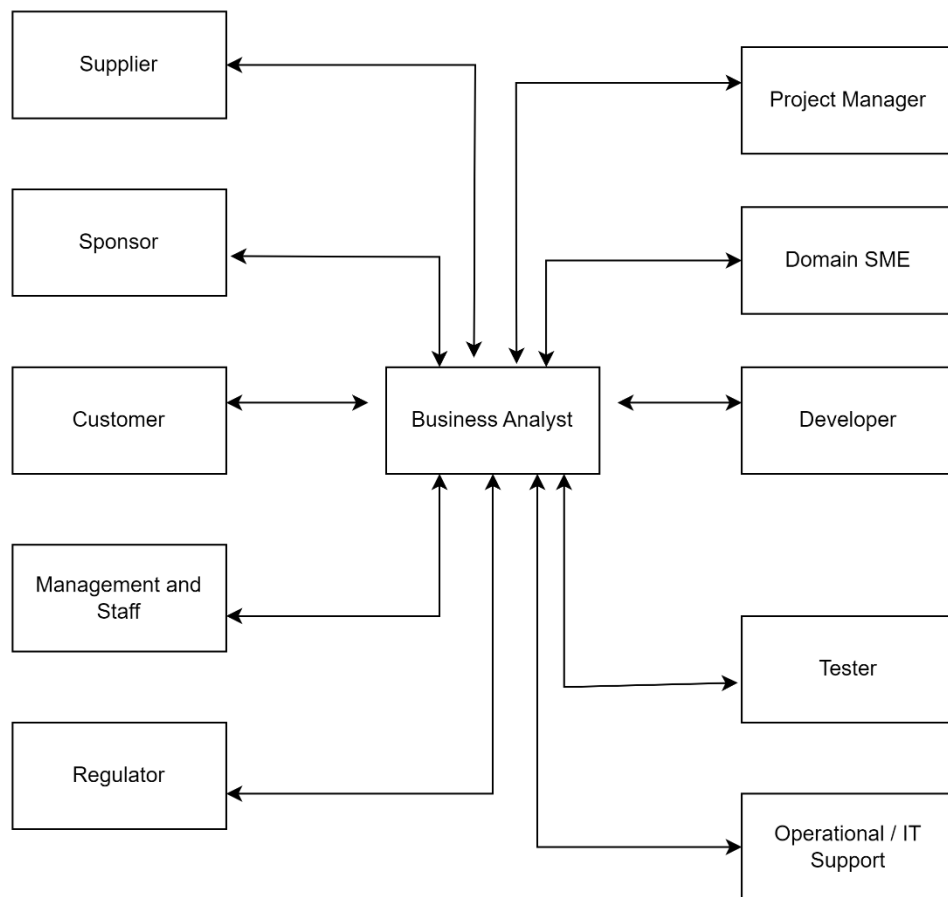 Supplier
Project Manager
Sponsor
Domain SME
Customer
Business Analyst
Developer
Management and
Staff
Tester
Regulator
Operational / IT
Support